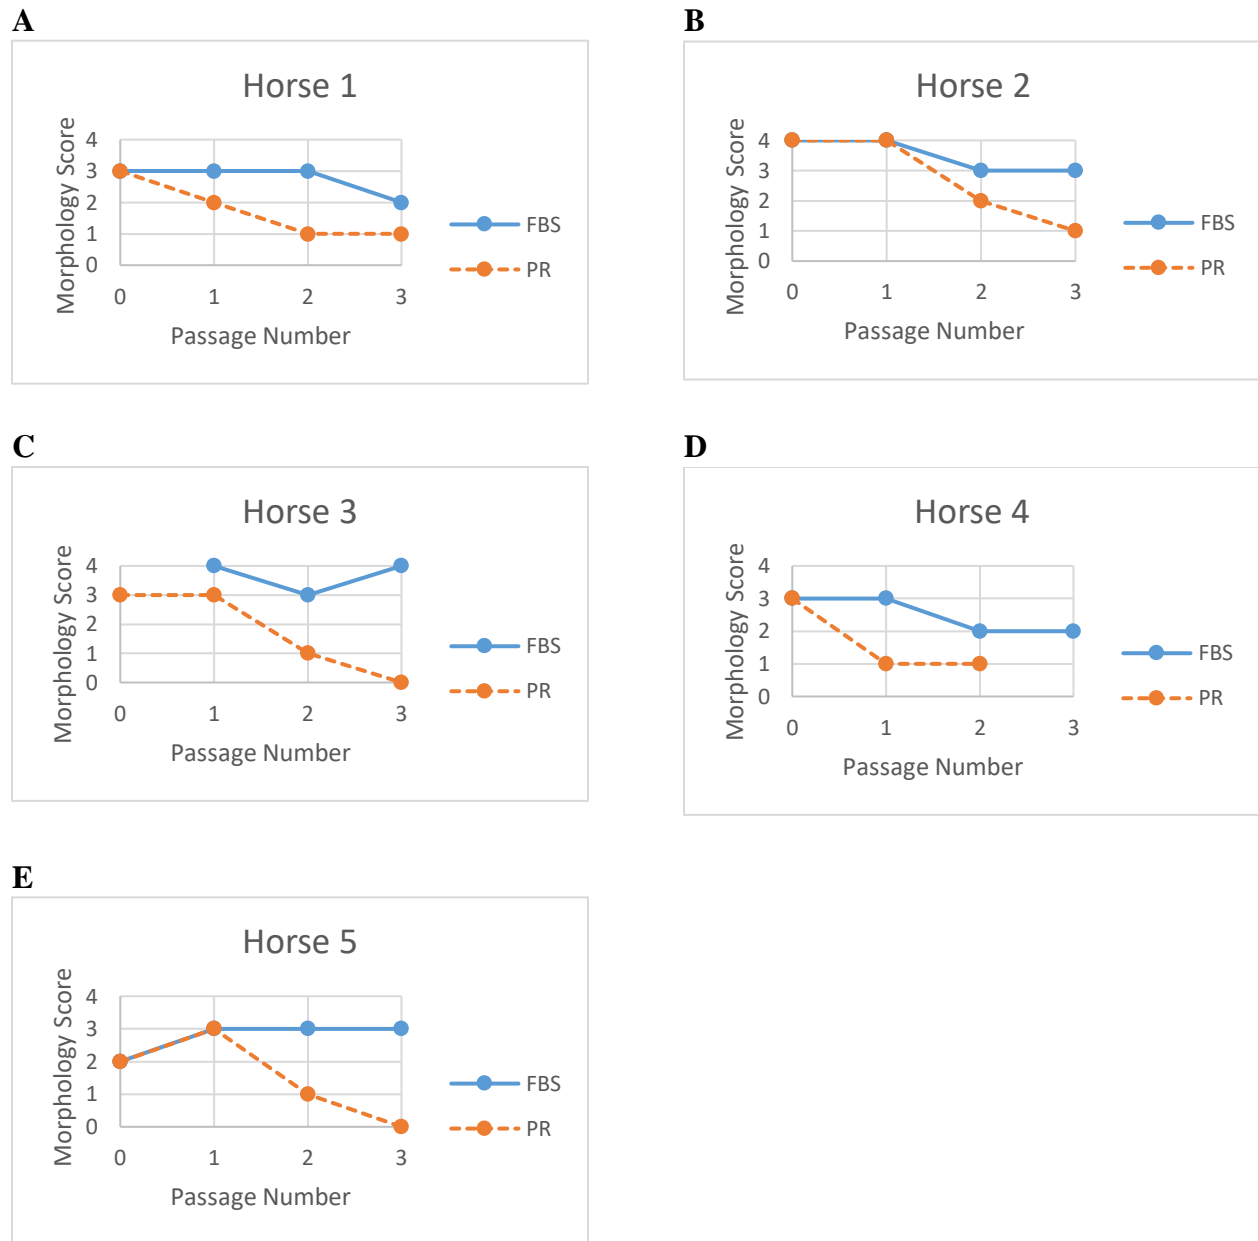 A
Horse 1
Morphology Score
4
3
2
1
0
0 1 2 3
Passage Number
FBS
PR
B
Horse 2
Morphology Score
4
3
2
1
0
0 1 2 3
Passage Number
FBS
PR
C
Horse 3
Morphology Score
4
3
2
1
0
0 1 2 3
Passage Number
FBS
PR
D
Horse 4
Morphology Score
4
3
2
1
0
0 1 2 3
Passage Number
FBS
PR
E
Horse 5
Morphology Score
4
3
2
1
0
0 1 2 3
Passage Number
FBS
PR